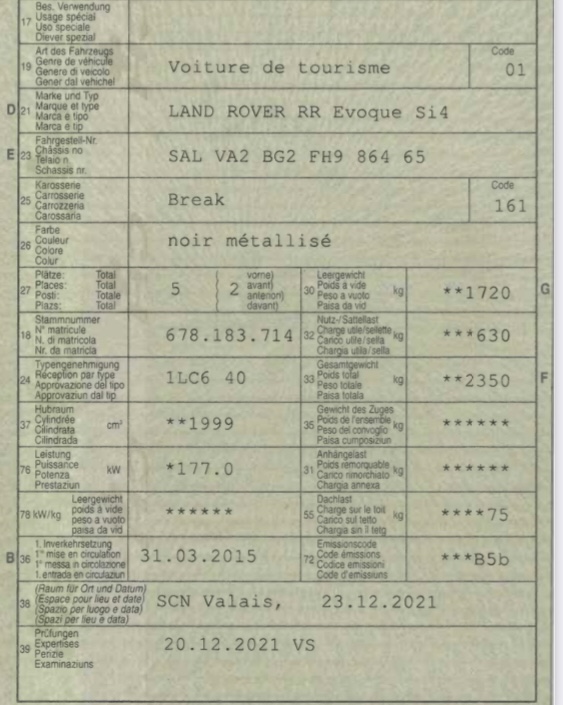 Bes. Verwendung
17 Usage spécial
Uso speciale
Diever spezial
Art des Fahrzeugs
19 Genre de véhicule
Genere di veicolo
Gener dal vehichel
Voiture de tourisme
Code
01
Marke und Typ
D 21 Marque et type
Marca e tipo
Marca e tip
LAND ROVER RR Evoque Si4
Fahrgestell-Nr.
E 23 Châssis no
Telaio n.
Schassis nr.
SAL VA2 BG2 FH9 864 65
Karosserie
25 Carrosserie
Carrozzeria
Carossaria
Break
Code
161
Farbe
26 Couleur
Colore
Colur
noir métallisé
Plätze: Total
27 Places: Total
Posti: Totale
Plazs: Total
5 ( 2 vorne)
avant)
anteriori)
davant)
Leergewicht
30 Poids à vide kg
Peso a vuoto
Paisa da vid
**1720 G
Stammnummer
18 N° matricule
N. di matricola
Nr. da matricla
678.183.714
Nutz-/Sattellast
32 Charge utile/sellette kg
Carico utile/sella
Chargia utila/sella
***630
Typengenehmigung
24 Réception par type
Approvazione del tipo
Approvaziun dal tip
1LC6 40
Gesamtgewicht
33 Poids total kg
Peso totale
Paisa totala
**2350 F
Hubraum
37 Cylindrée cm³
Cilindrata
Cilindrada
**1999
Gewicht des Zuges
35 Poids de l'ensemble kg
Peso del convoglio
Paisa cumposiziun
******
Leistung
76 Puissance kW
Potenza
Prestaziun
*177.0
Anhängelast
31 Poids remorquable kg
Carico rimorchiato
Chargia annexa
******
Leergewicht
78 kW/kg poids à vide
peso a vuoto
paisa da vid
******
Dachlast
55 Charge sur le toit kg
Carico sul tetto
Chargia sin il tetg
****75
1. Inverkehrsetzung
B 36 1re mise en circulation
1a messa in circolazione
1. entrada en circulaziun
31.03.2015
Emissionscode
72 Code émissions
Codice emissioni
Code d'emissiuns
***B5b
(Raum für Ort und Datum)
38 (Espace pour lieu et date)
(Spazio per luogo e data)
(Spazi per lieu e data)
SCN Valais, 23.12.2021
Prüfungen
39 Expertises
Perizie
Examinaziuns
20.12.2021 VS